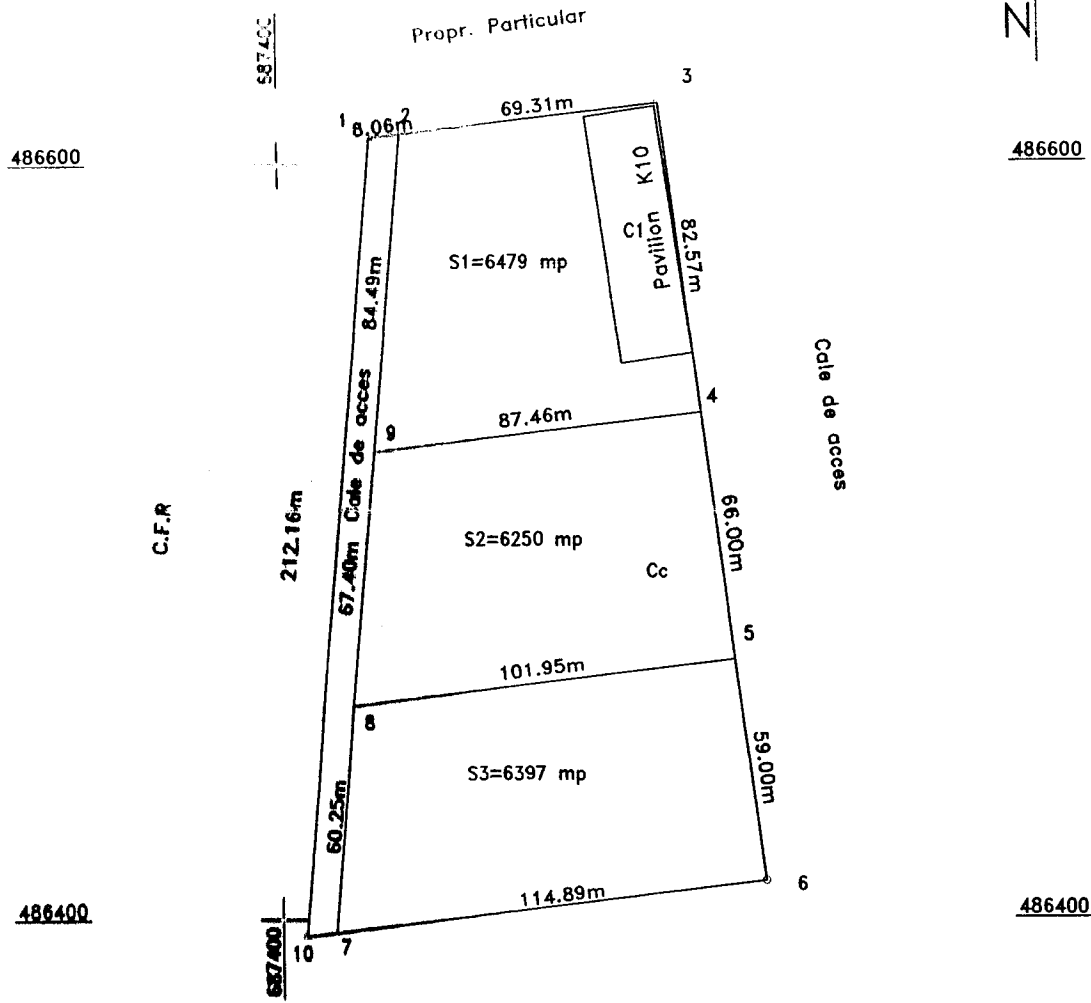 Propr. Particular
N
587400
3
69.31m
1
2
8.06m
486600
486600
Pavilion K10
C1
82.57m
S1=6479 mp
84.49m
Cale de acces
4
87.46m
9
Cale de acces
C.F.R
212.16m
67.40m
66.00m
S2=6250 mp
Cc
5
101.95m
8
59.00m
S3=6397 mp
60.25m
6
114.89m
486400
486400
587400
10
7